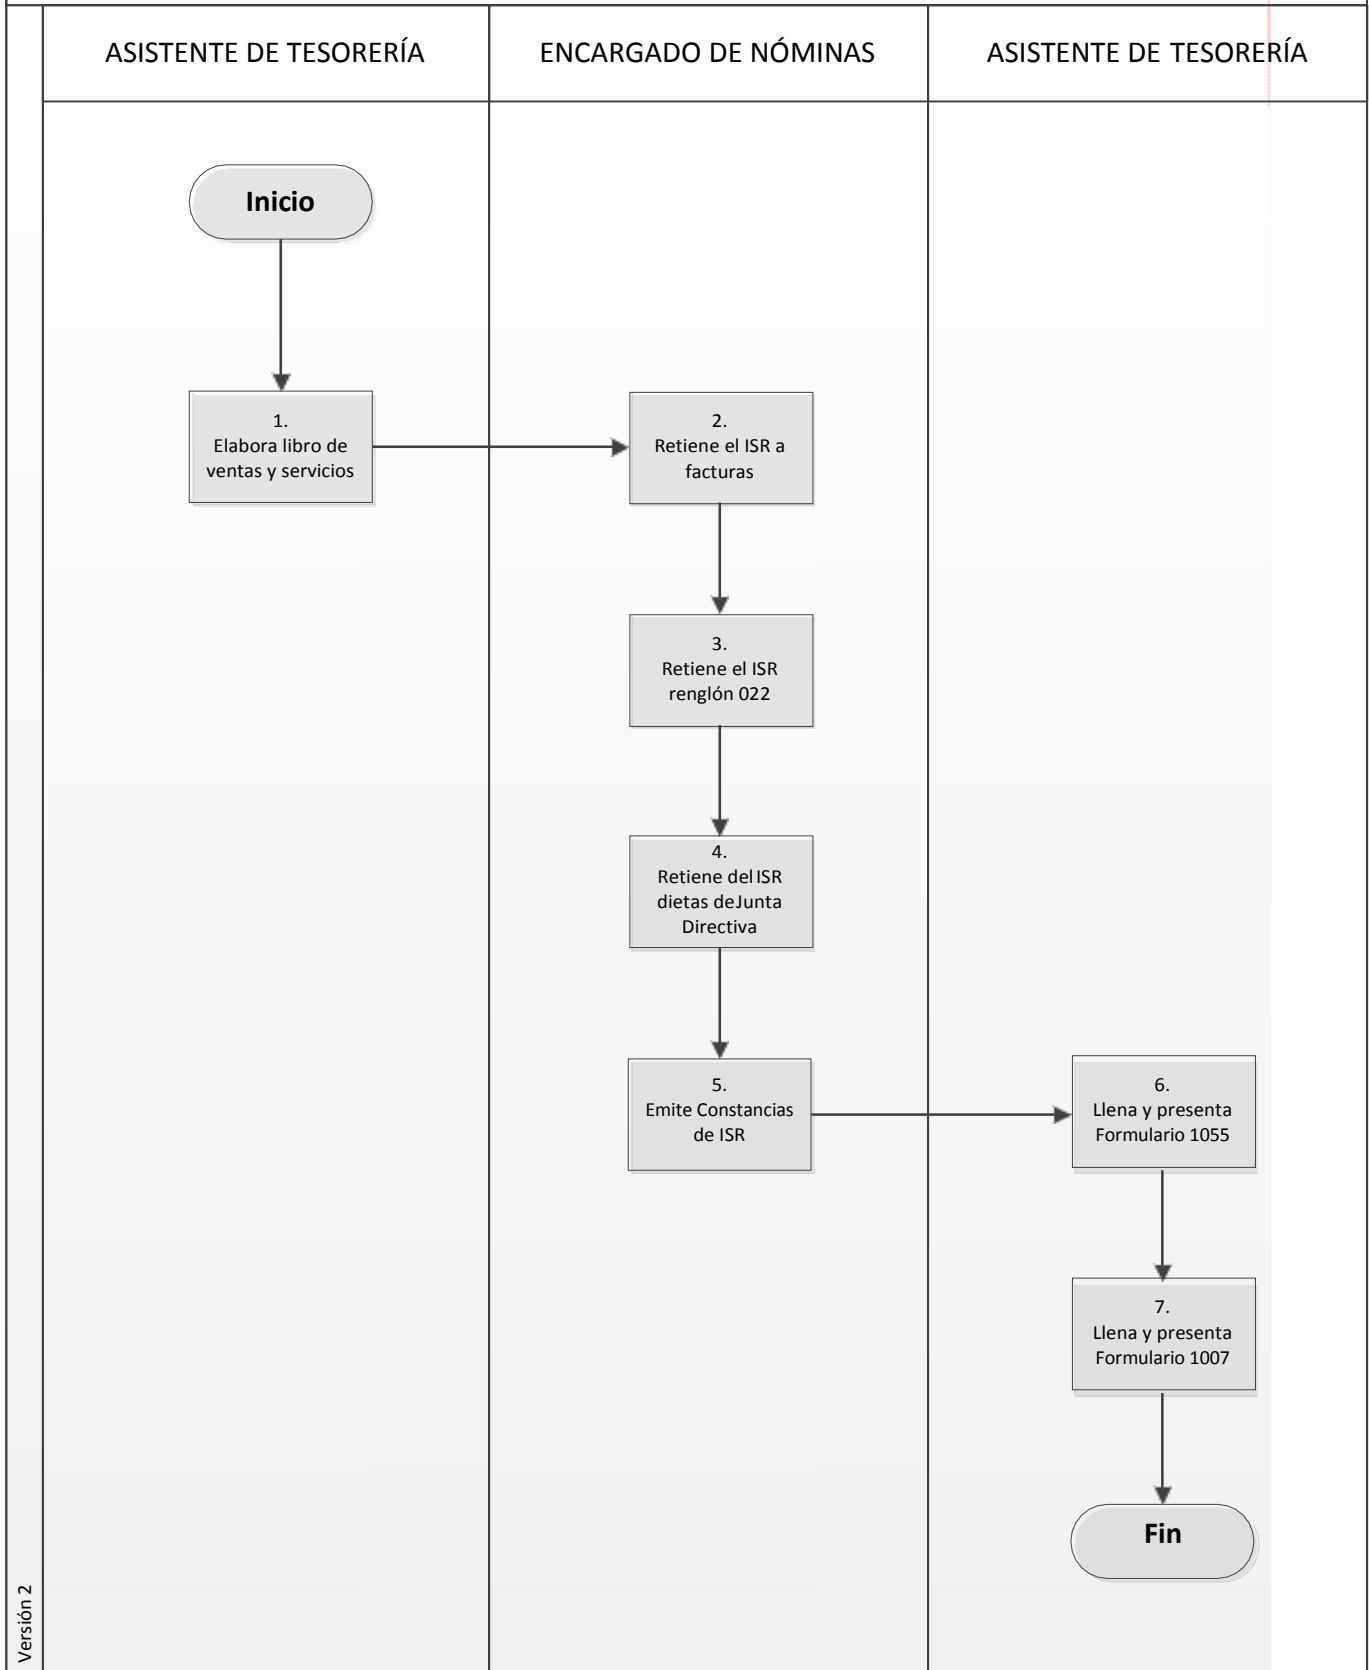 ASISTENTE DE TESORERÍA
ENCARGADO DE NÓMINAS
ASISTENTE DE TESORERÍA
Inicio
1.
Elabora libro de
ventas y servicios
2.
Retiene el ISR a
facturas
3.
Retiene el ISR
renglón 022
4.
Retiene del ISR
dietas de Junta
Directiva
5.
Emite Constancias
de ISR
6.
Llena y presenta
Formulario 1055
7.
Llena y presenta
Formulario 1007
Fin
Versión 2